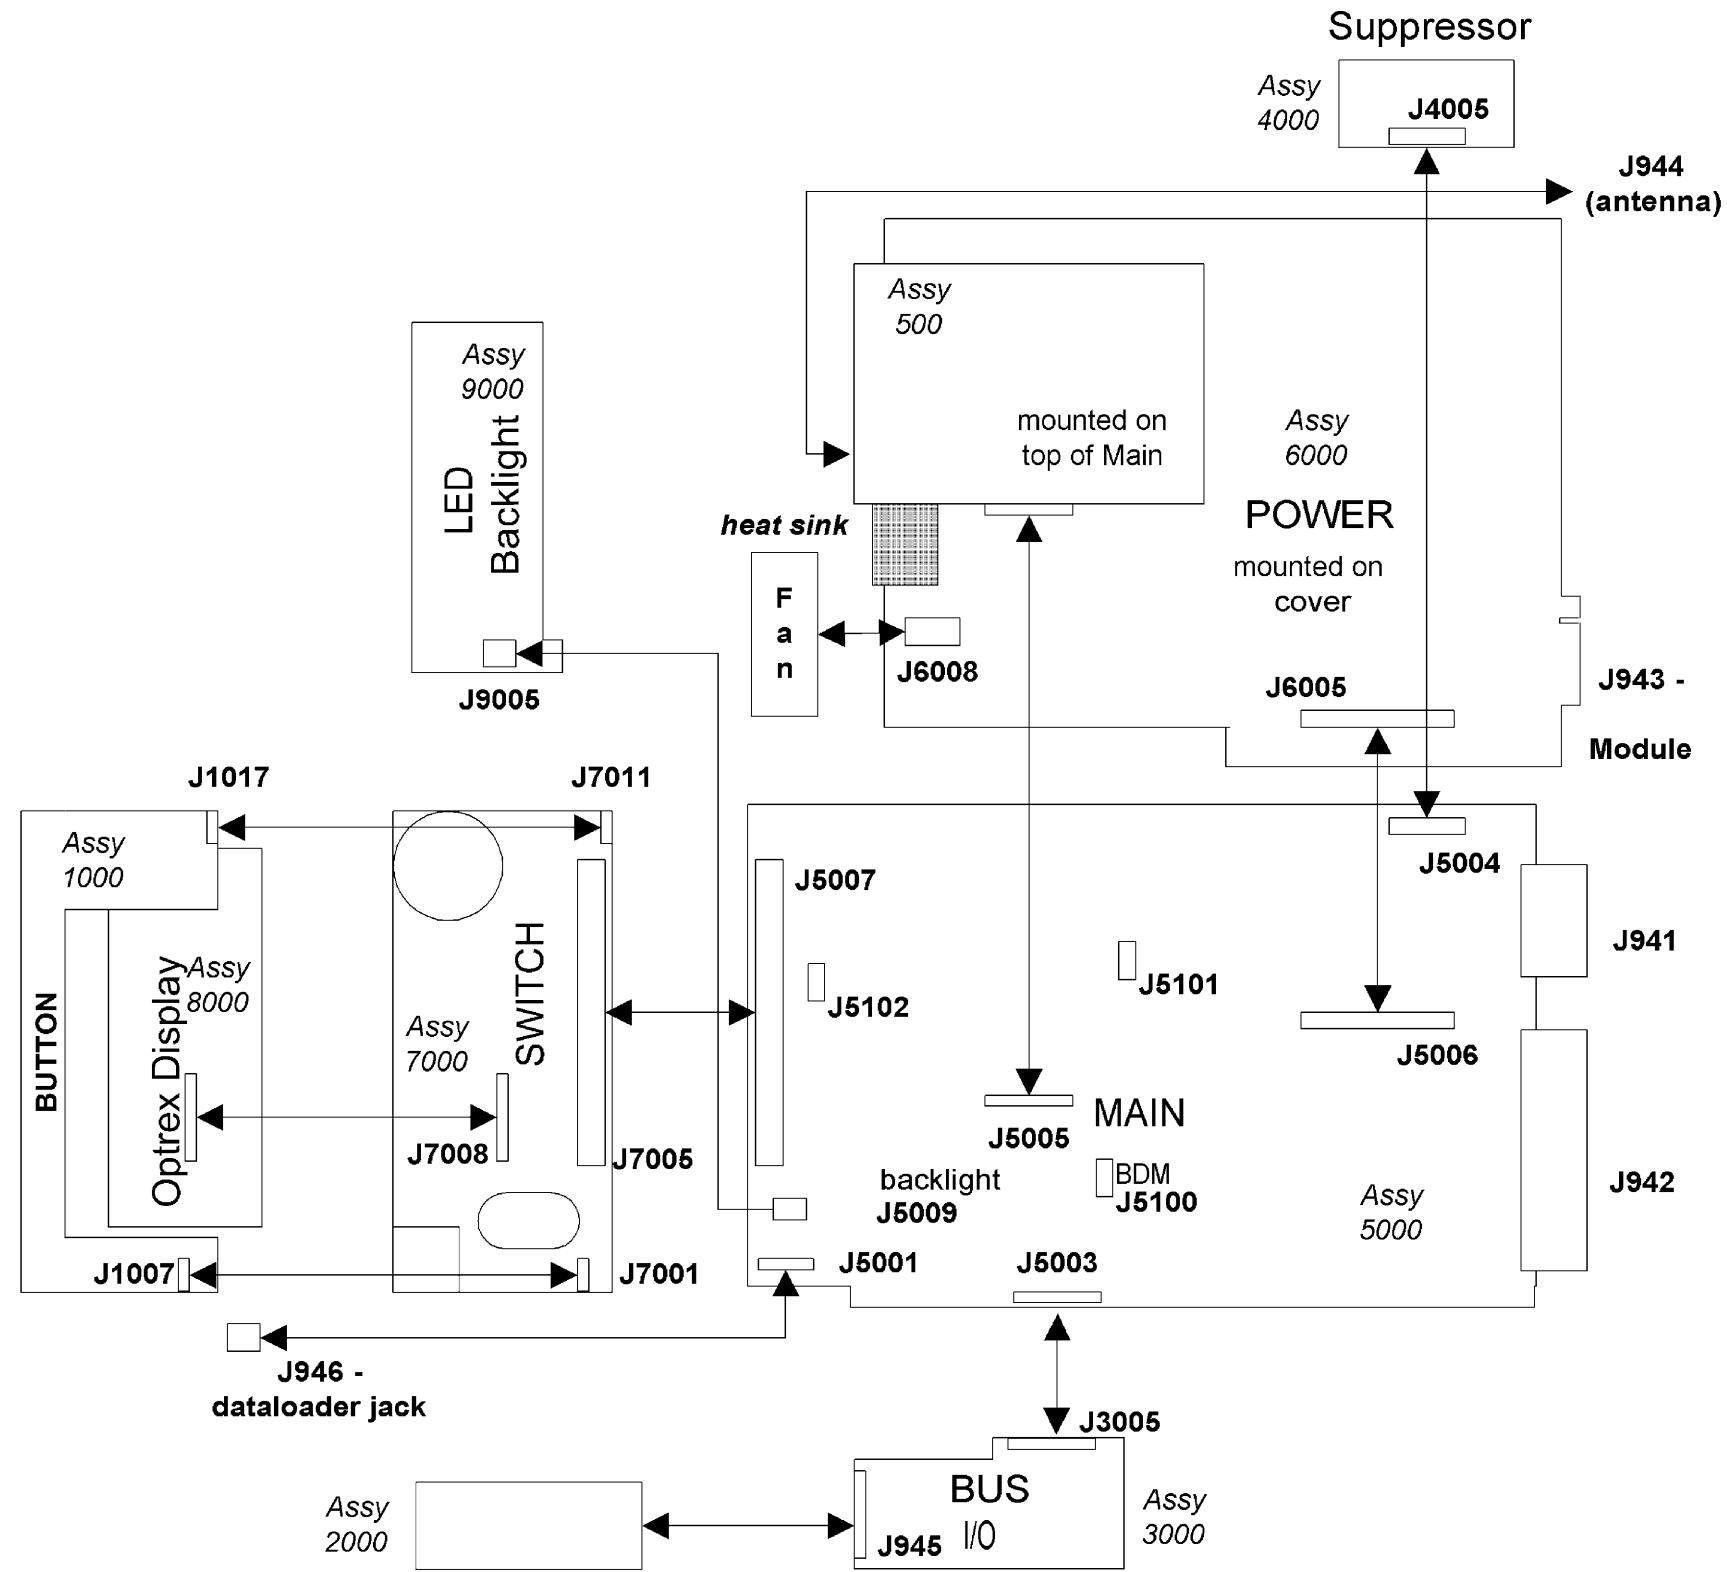 Suppressor
Assy
4000
J4005
J944
(antenna)
Assy
500
mounted on
top of Main
Assy
6000
POWER
mounted on
cover
Assy
9000
LED
Backlight
J9005
heat sink
F
a
n
J6008
J6005
J943 -
Module
J1017
J7011
Assy
1000
BUTTON
Optrex Display
Assy
8000
J1007
SWITCH
Assy
7000
J7008
J7005
J7001
J5007
J5102
J5101
J5004
J941
J5006
J5005
MAIN
backlight
J5009
BDM
J5100
Assy
5000
J942
J5001
J5003
J946 -
dataloader jack
J3005
BUS
I/O
J945
Assy
3000
Assy
2000